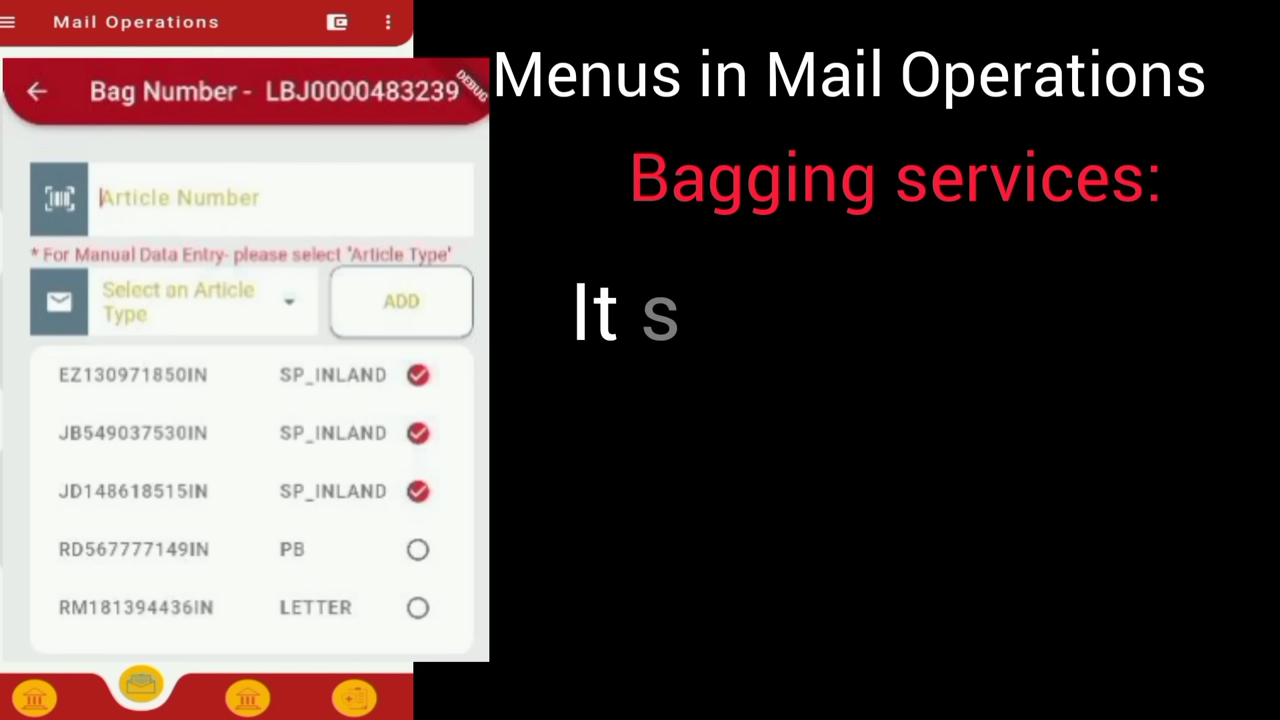 Mail Operations
Bag Number - LBJ0000483239
DEBUG
Article Number
* For Manual Data Entry- please select 'Article Type'
Select an Article
Type
ADD
EZ130971850IN SP_INLAND
JB549037530IN SP_INLAND
JD148618515IN SP_INLAND
RD567777149IN PB
RM181394436IN LETTER
Menus in Mail Operations
Bagging services:
It s